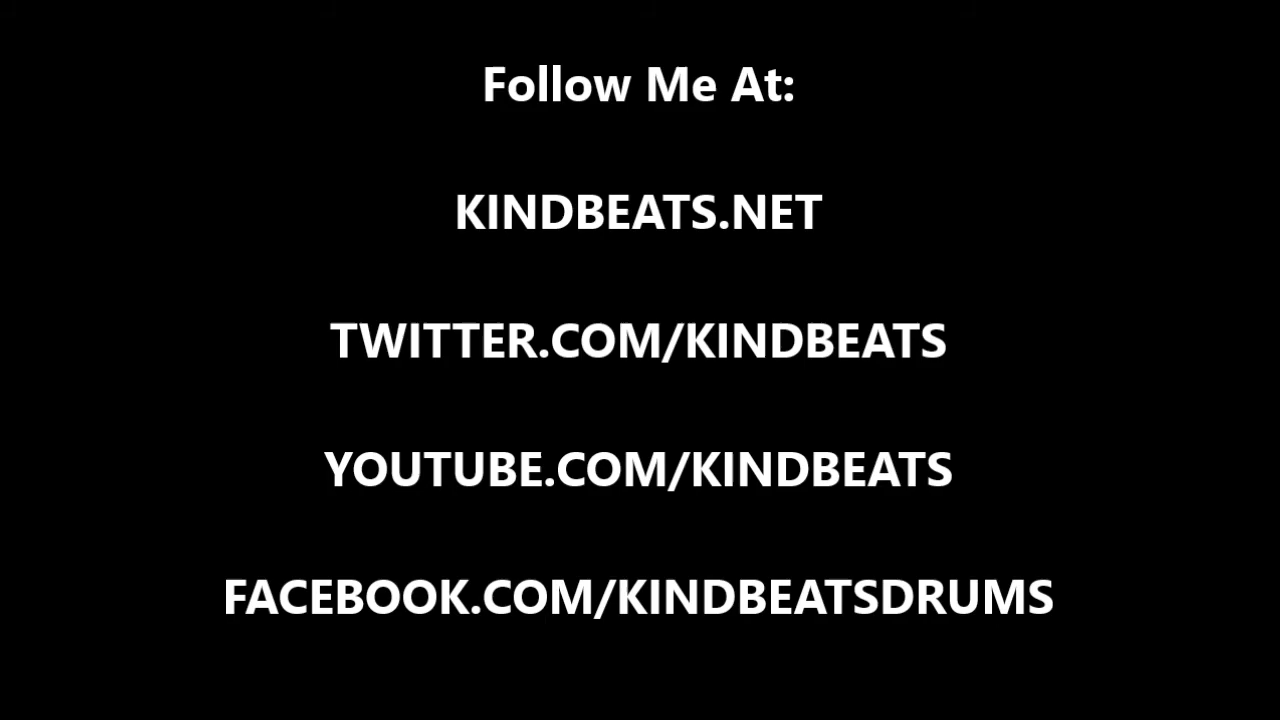 Follow Me At:
KINDBEATS.NET
TWITTER.COM/KINDBEATS
YOUTUBE.COM/KINDBEATS
FACEBOOK.COM/KINDBEATSDRUMS